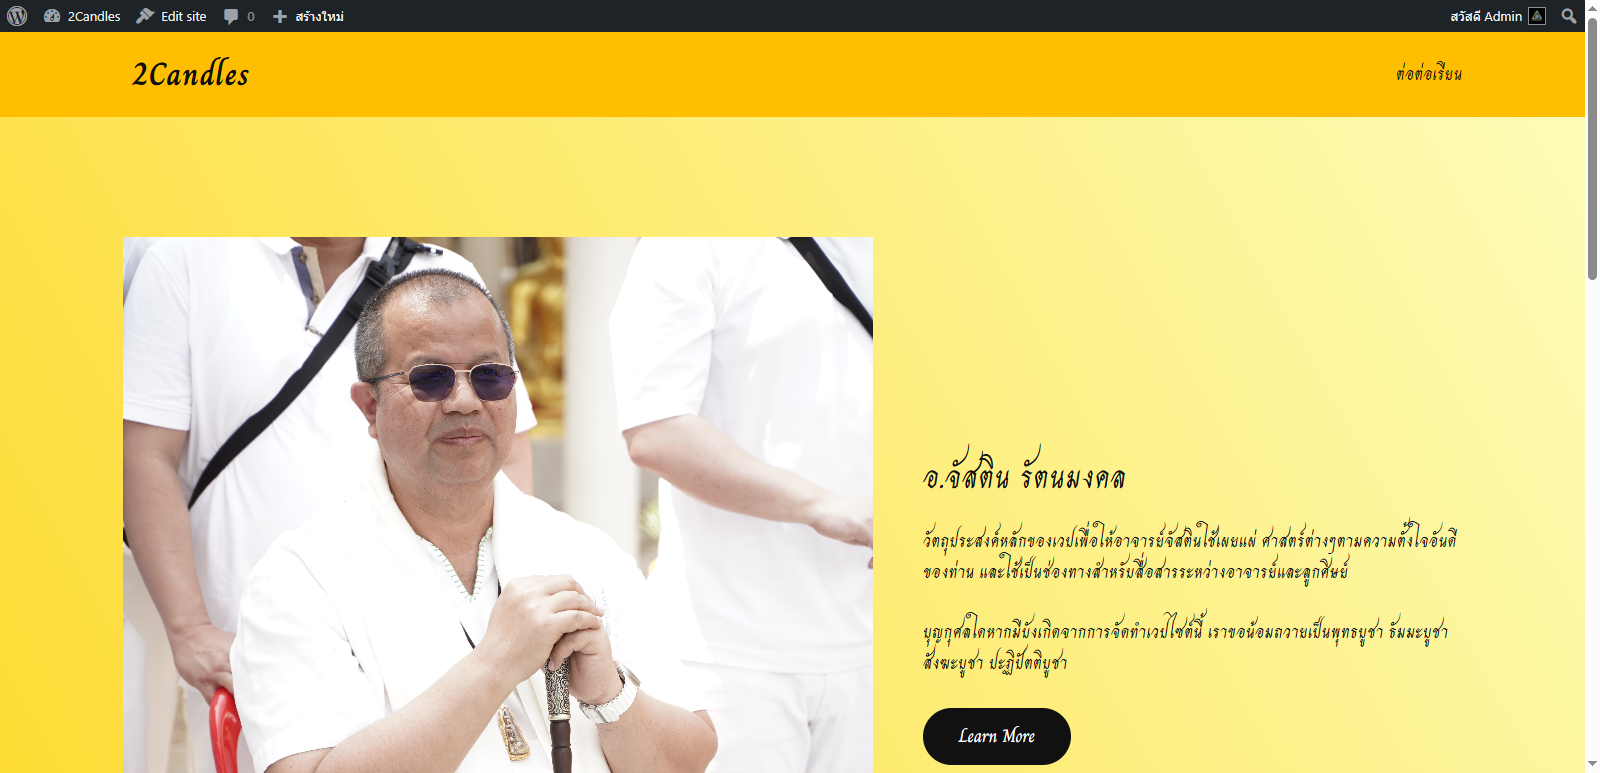 2Candles
Edit site
0
สร้างใหม่
สวัสดี Admin
2Candles
ต่อต่อเรียน
อ.จัสติน รัตนมงคล
วัตถุประสงค์หลักของเวปเพื่อให้อาจารย์จัสตินใช้เผยแผ่ ศาสตร์ต่างๆตามความตั้งใจอันดี
ของท่าน และใช้เป็นช่องทางสำหรับสื่อสารระหว่างอาจารย์และลูกศิษย์
บุญกุศลใดหากมีบังเกิดจากการจัดทำเวปไซต์นี้ เราขอน้อมถวายเป็นพุทธบูชา ธัมมะบูชา
สังฆะบูชา ปะฏิปัตติบูชา
Learn More